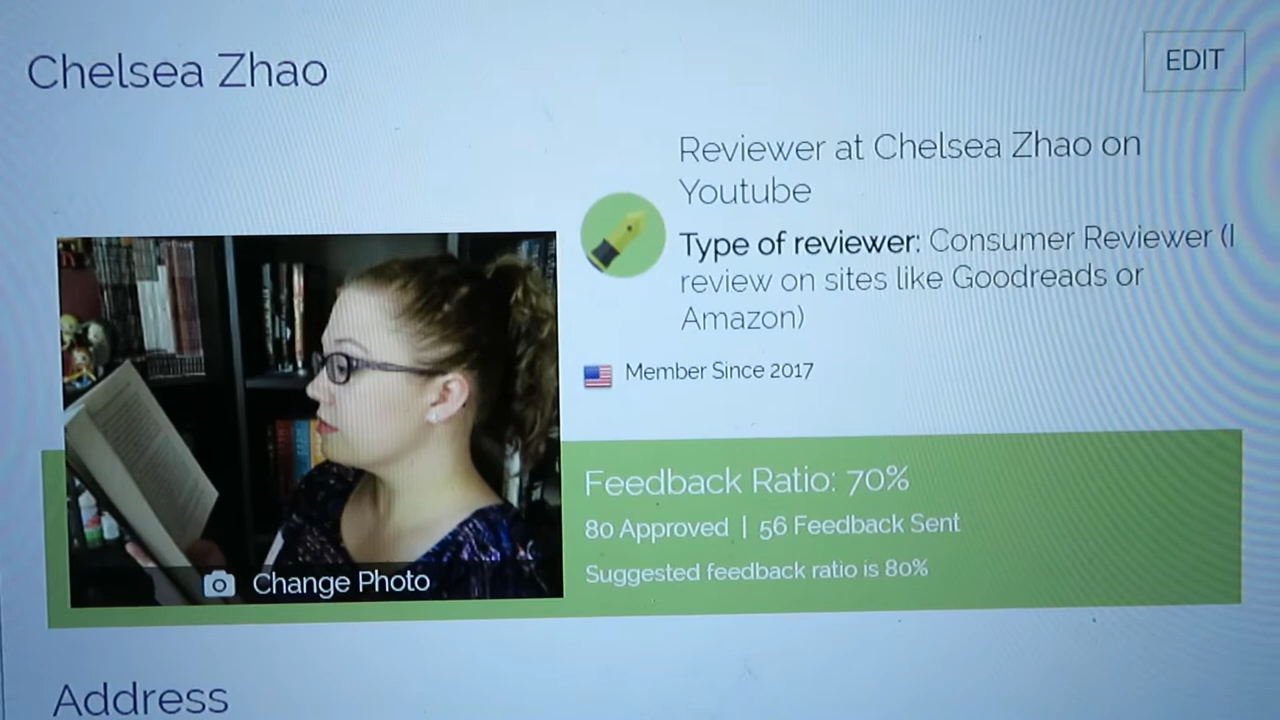 Chelsea Zhao
EDIT
Reviewer at Chelsea Zhao on
Youtube
Type of reviewer: Consumer Reviewer (I
review on sites like Goodreads or
Amazon)
Member Since 2017
Feedback Ratio: 70%
80 Approved | 56 Feedback Sent
Suggested feedback ratio is 80%
Change Photo
Address